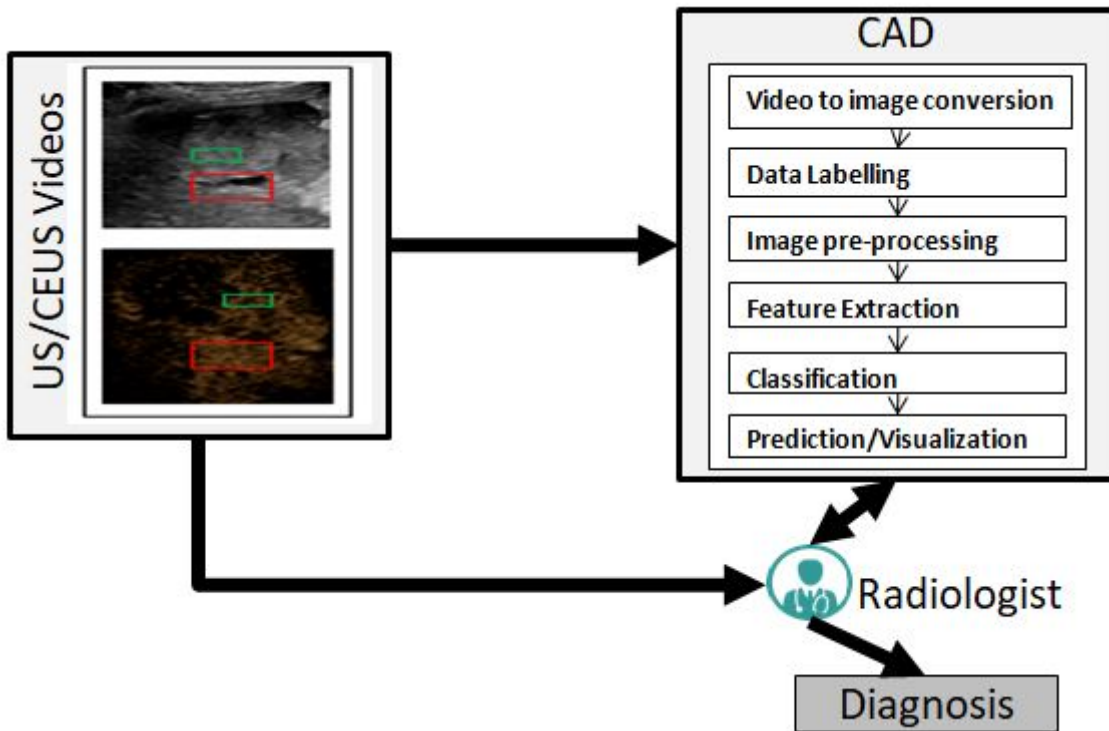 US/CEUS Videos
CAD
Video to image conversion
Data Labelling
Image pre-processing
Feature Extraction
Classification
Prediction/Visualization
Radiologist
Diagnosis